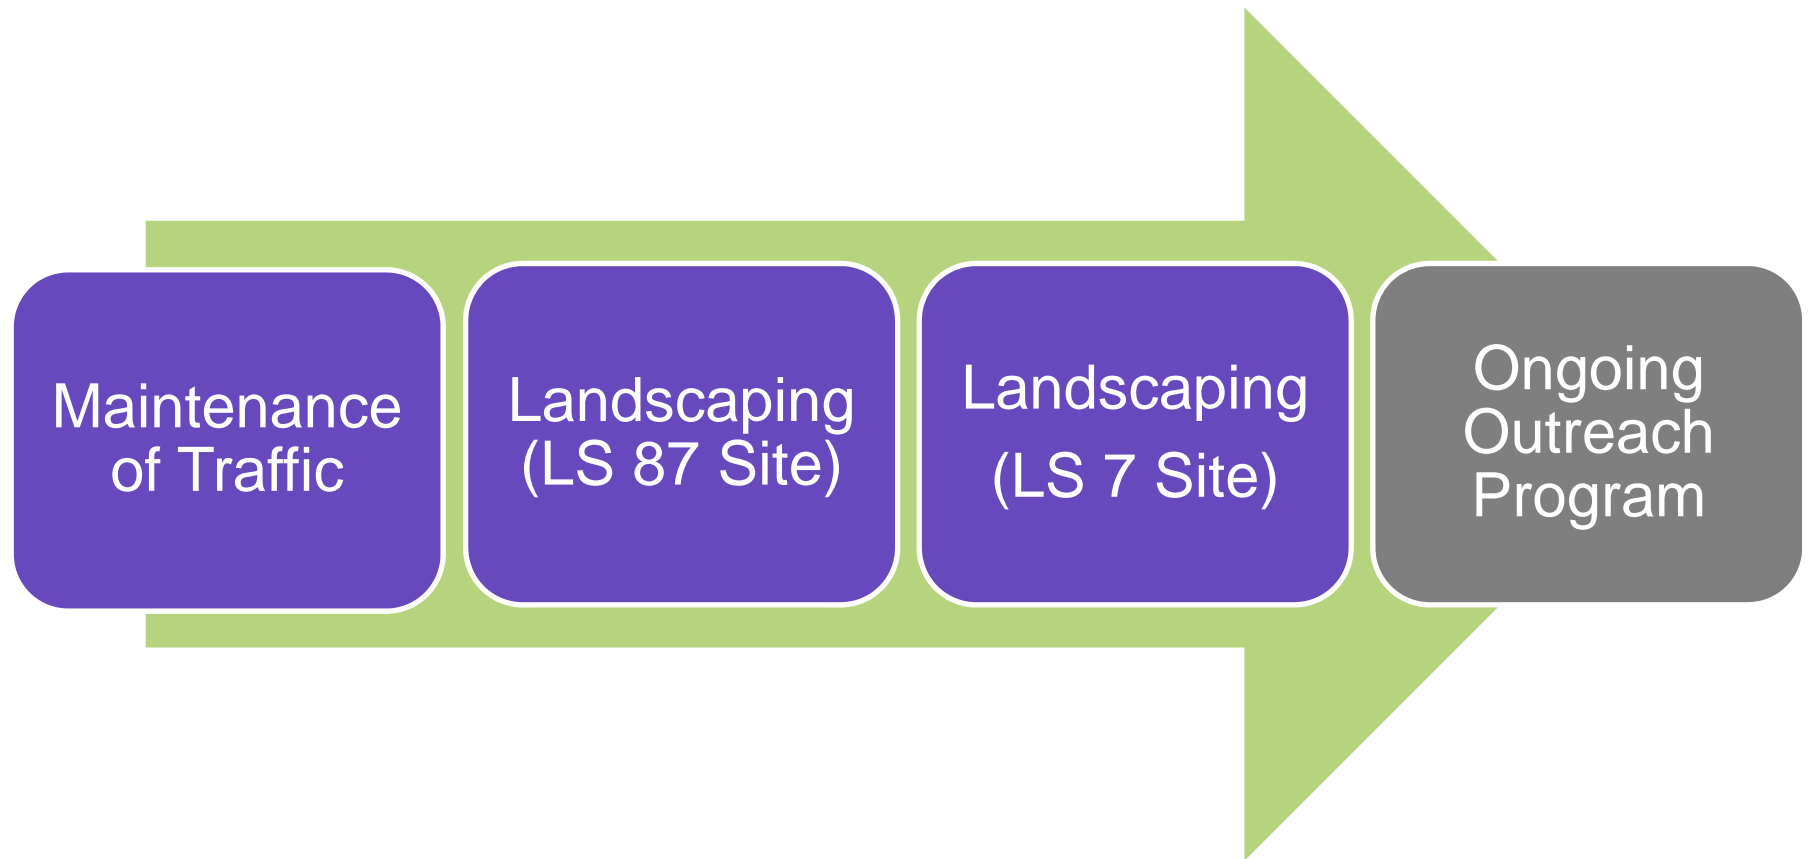 Maintenance
of Traffic
Landscaping
(LS 87 Site)
Landscaping
(LS 7 Site)
Ongoing
Outreach
Program